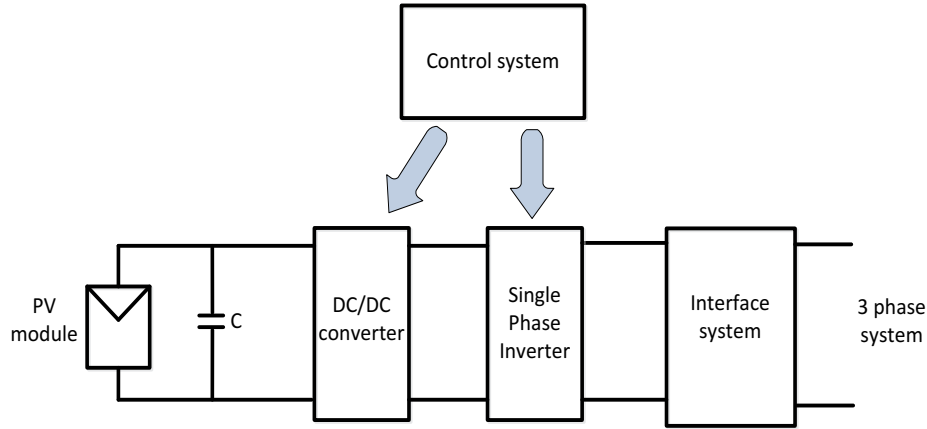 Control system
PV
module
C
DC/DC
converter
Single
Phase
Inverter
Interface
system
3 phase
system